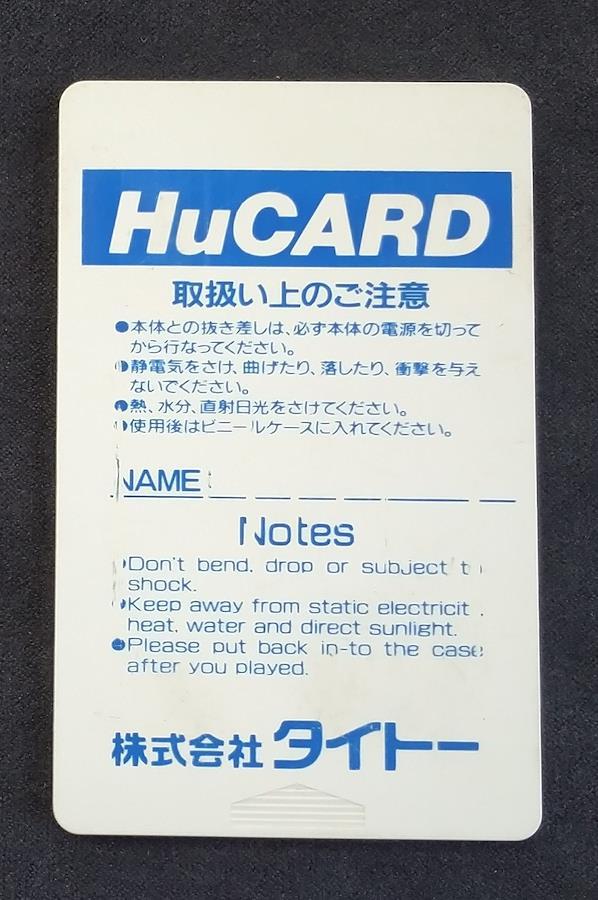 HuCARD
取扱い上のご注意
●本体との抜き差しは、必ず本体の電源を切って
から行なってください。
●静電気をさけ、曲げたり、落したり、衝撃を与え
ないでください。
●熱、水分、直射日光をさけてください。
●使用後はビニールケースに入れてください。
NAME:
Notes
●Don't bend, drop or subject to
shock.
●Keep away from static electricit .
heat, water and direct sunlight.
●Please put back in-to the case
after you played.
株式会社タイトー